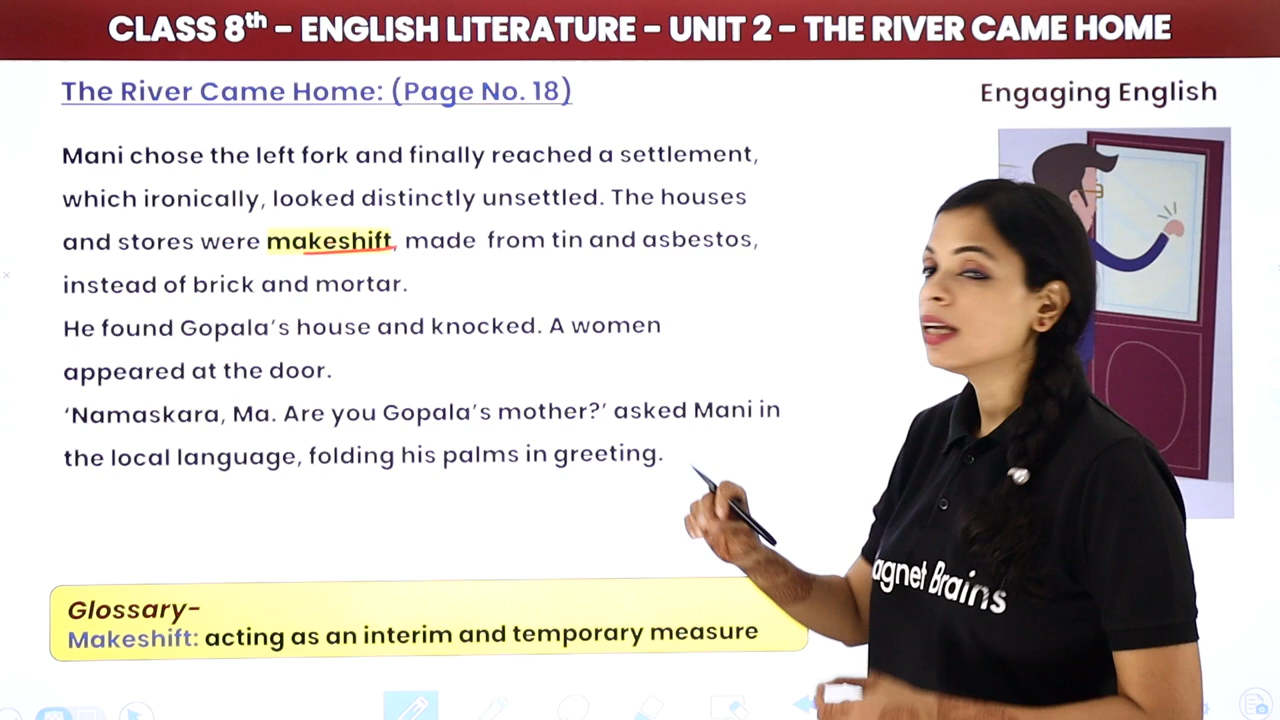 CLASS 8th - ENGLISH LITERATURE - UNIT 2 - THE RIVER CAME HOME
The River Came Home: (Page No. 18)
Engaging English
Mani chose the left fork and finally reached a settlement,
which ironically, looked distinctly unsettled. The houses
and stores were makeshift, made from tin and asbestos,
instead of brick and mortar.
He found Gopala's house and knocked. A women
appeared at the door.
'Namaskara, Ma. Are you Gopala's mother?' asked Mani in
the local language, folding his palms in greeting.
Glossary-
Makeshift: acting as an interim and temporary measure
agnet Brains